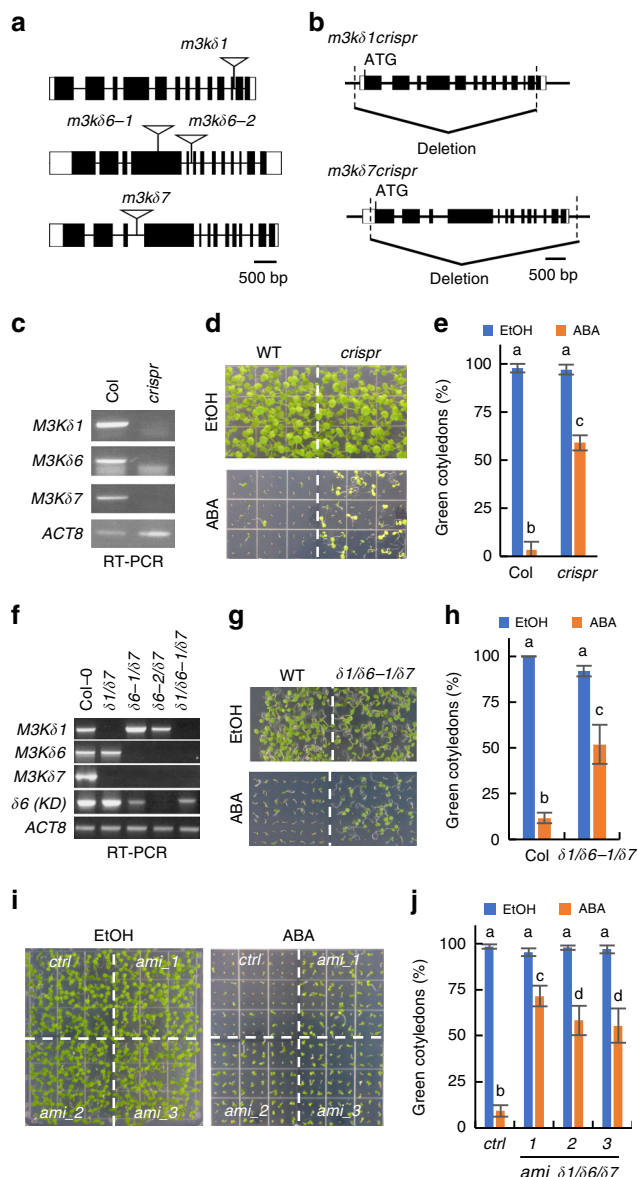 a
m3kδ1
m3kδ6–1 m3kδ6–2
m3kδ7
500 bp
b
m3kδ1crispr
ATG
Deletion
m3kδ7crispr
ATG
Deletion
500 bp
c
Col crispr
M3Kδ1
M3Kδ6
M3Kδ7
ACT8
RT-PCR
d
WT crispr
EtOH
ABA
e
EtOH ABA
Green cotyledons (%)
100
75
50
25
0
a a
b c
Col crispr
f
Col–0 δ1/δ7 δ6–1/δ7 δ6–2/δ7 δ1/δ6–1/δ7
M3Kδ1
M3Kδ6
M3Kδ7
δ6 (KD)
ACT8
RT-PCR
g
WT δ1/δ6–1/δ7
EtOH
ABA
h
EtOH ABA
Green cotyledons (%)
100
75
50
25
0
a a
b c
Col δ1/δ6–1/δ7
i
EtOH ABA
ctrl ami_1 ctrl ami_1
ami_2 ami_3 ami_2 ami_3
j
EtOH ABA
Green cotyledons (%)
100
75
50
25
0
a a a a
b c d d
ctrl 1 2 3
ami δ1/δ6/δ7